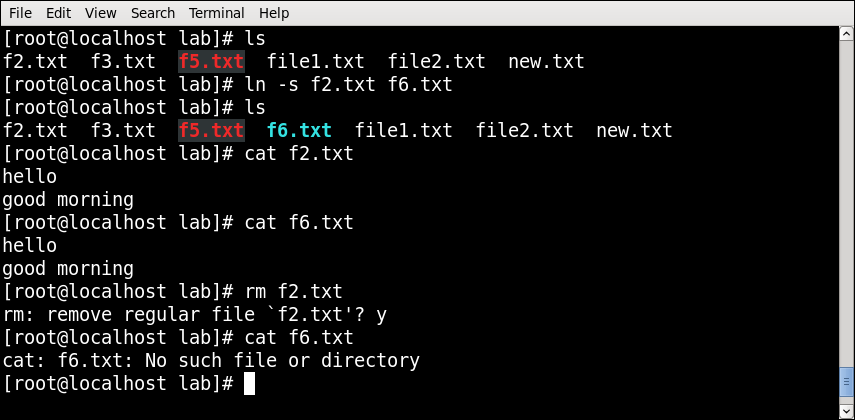 File Edit Search Terminal Help
[root@localhost lab]# ls
f2.txt  f3.txt  f5.txt  file1.txt  file2.txt  new.txt
[root@localhost lab]# ln -s f2.txt f6.txt
[root@localhost lab]# ls
f2.txt  f3.txt  f5.txt  f6.txt  file1.txt  file2.txt  new.txt
[root@localhost lab]# cat f2.txt
hello
good morning
[root@localhost lab]# cat f6.txt
hello
good morning
[root@localhost lab]# rm f2.txt
rm: remove regular file `f2.txt'? y
[root@localhost lab]# cat f6.txt
cat: f6.txt: No such file or directory
[root@localhost lab]#